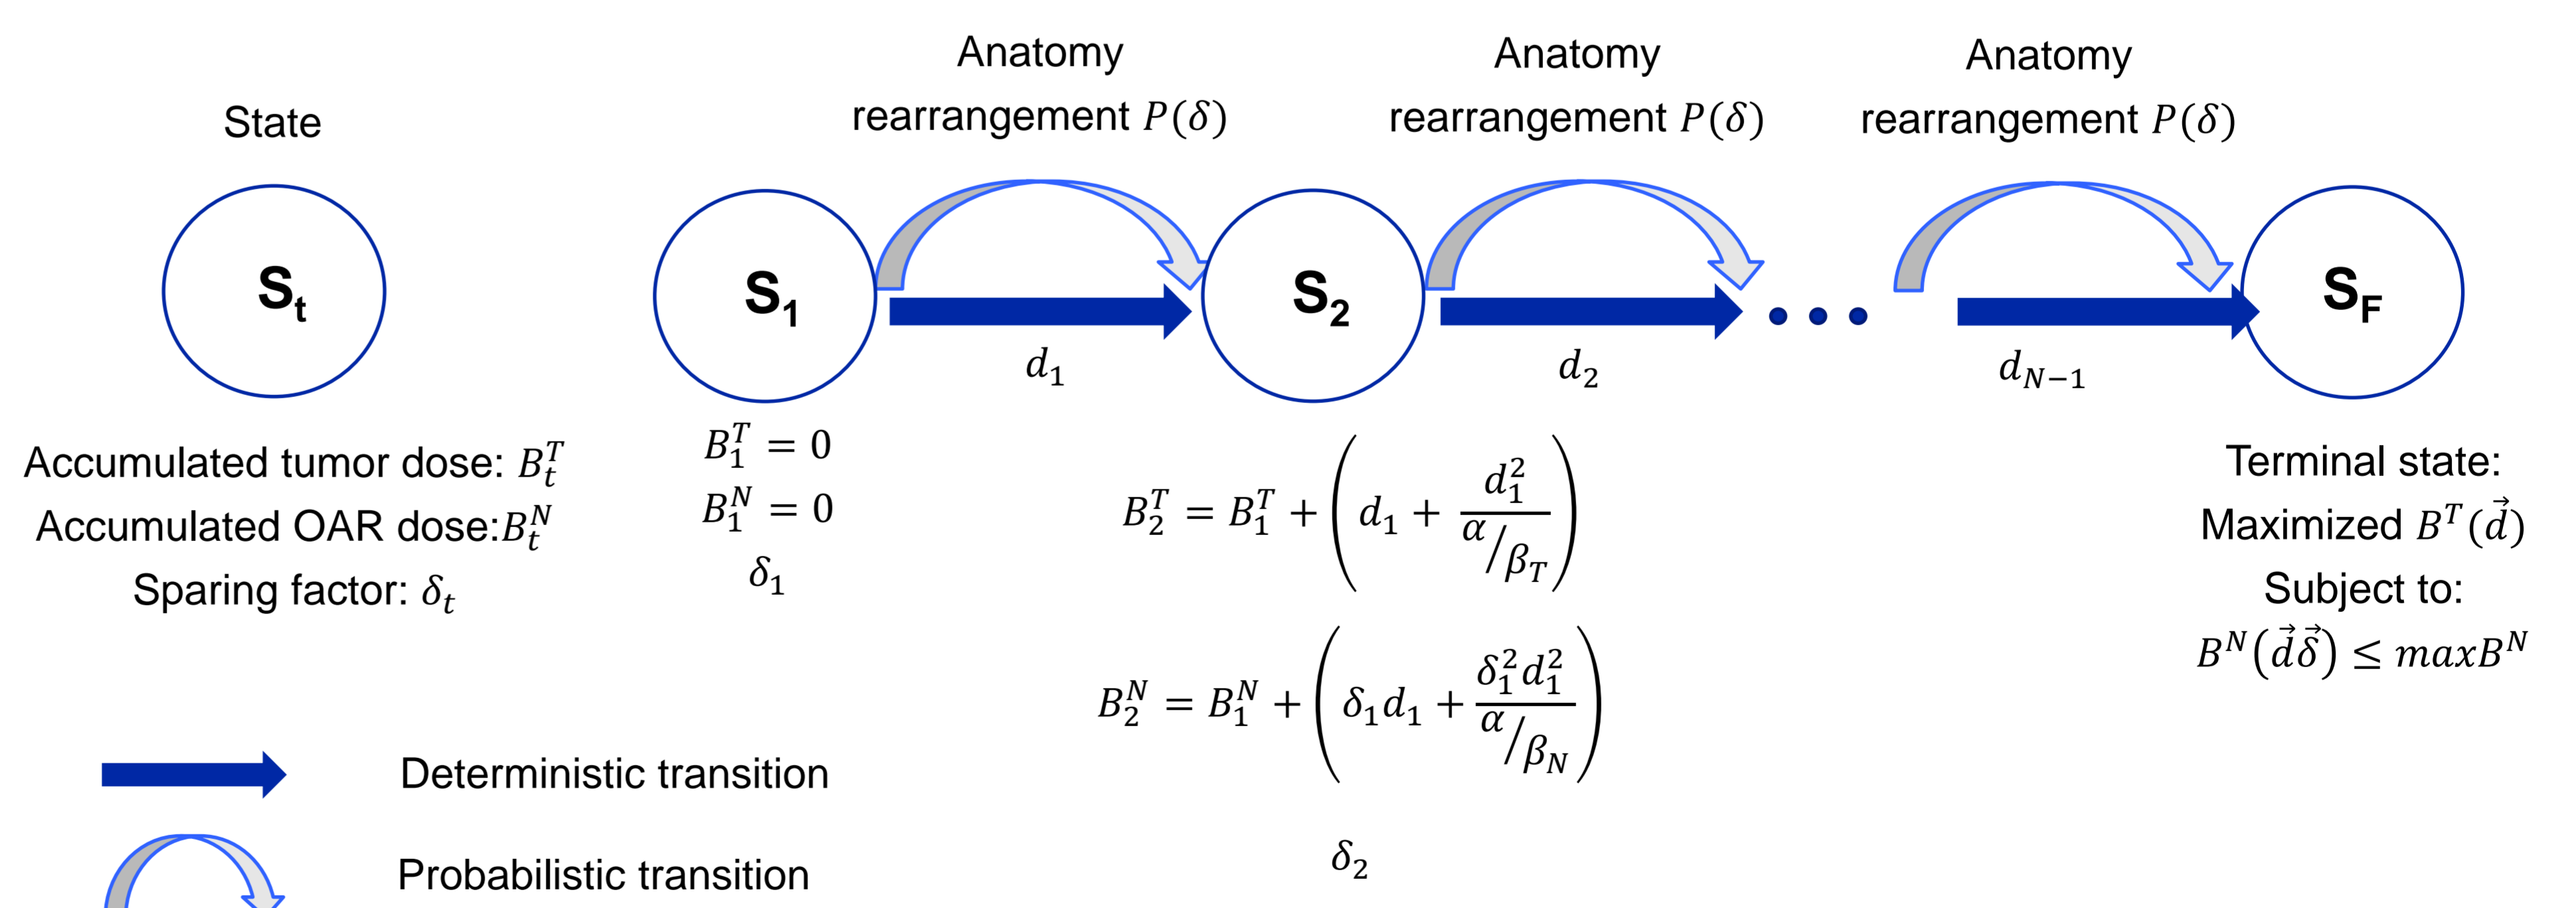 State
S_t
Accumulated tumor dose: B_t^T
Accumulated OAR dose:B_t^N
Sparing factor: δ_t
Anatomy
rearrangement P(δ)
Anatomy
rearrangement P(δ)
Anatomy
rearrangement P(δ)
S_1
d_1
S_2
d_2
• • •
d_{N−1}
S_F
B_1^T = 0
B_1^N = 0
δ_1
B_2^T = B_1^T + (d_1 + d_1^2 / (α/β_T))
B_2^N = B_1^N + (δ_1 d_1 + δ_1^2 d_1^2 / (α/β_N))
δ_2
Terminal state:
Maximized B^T(d⃗)
Subject to:
B^N(d⃗δ⃗) ≤ maxB^N
Deterministic transition
Probabilistic transition